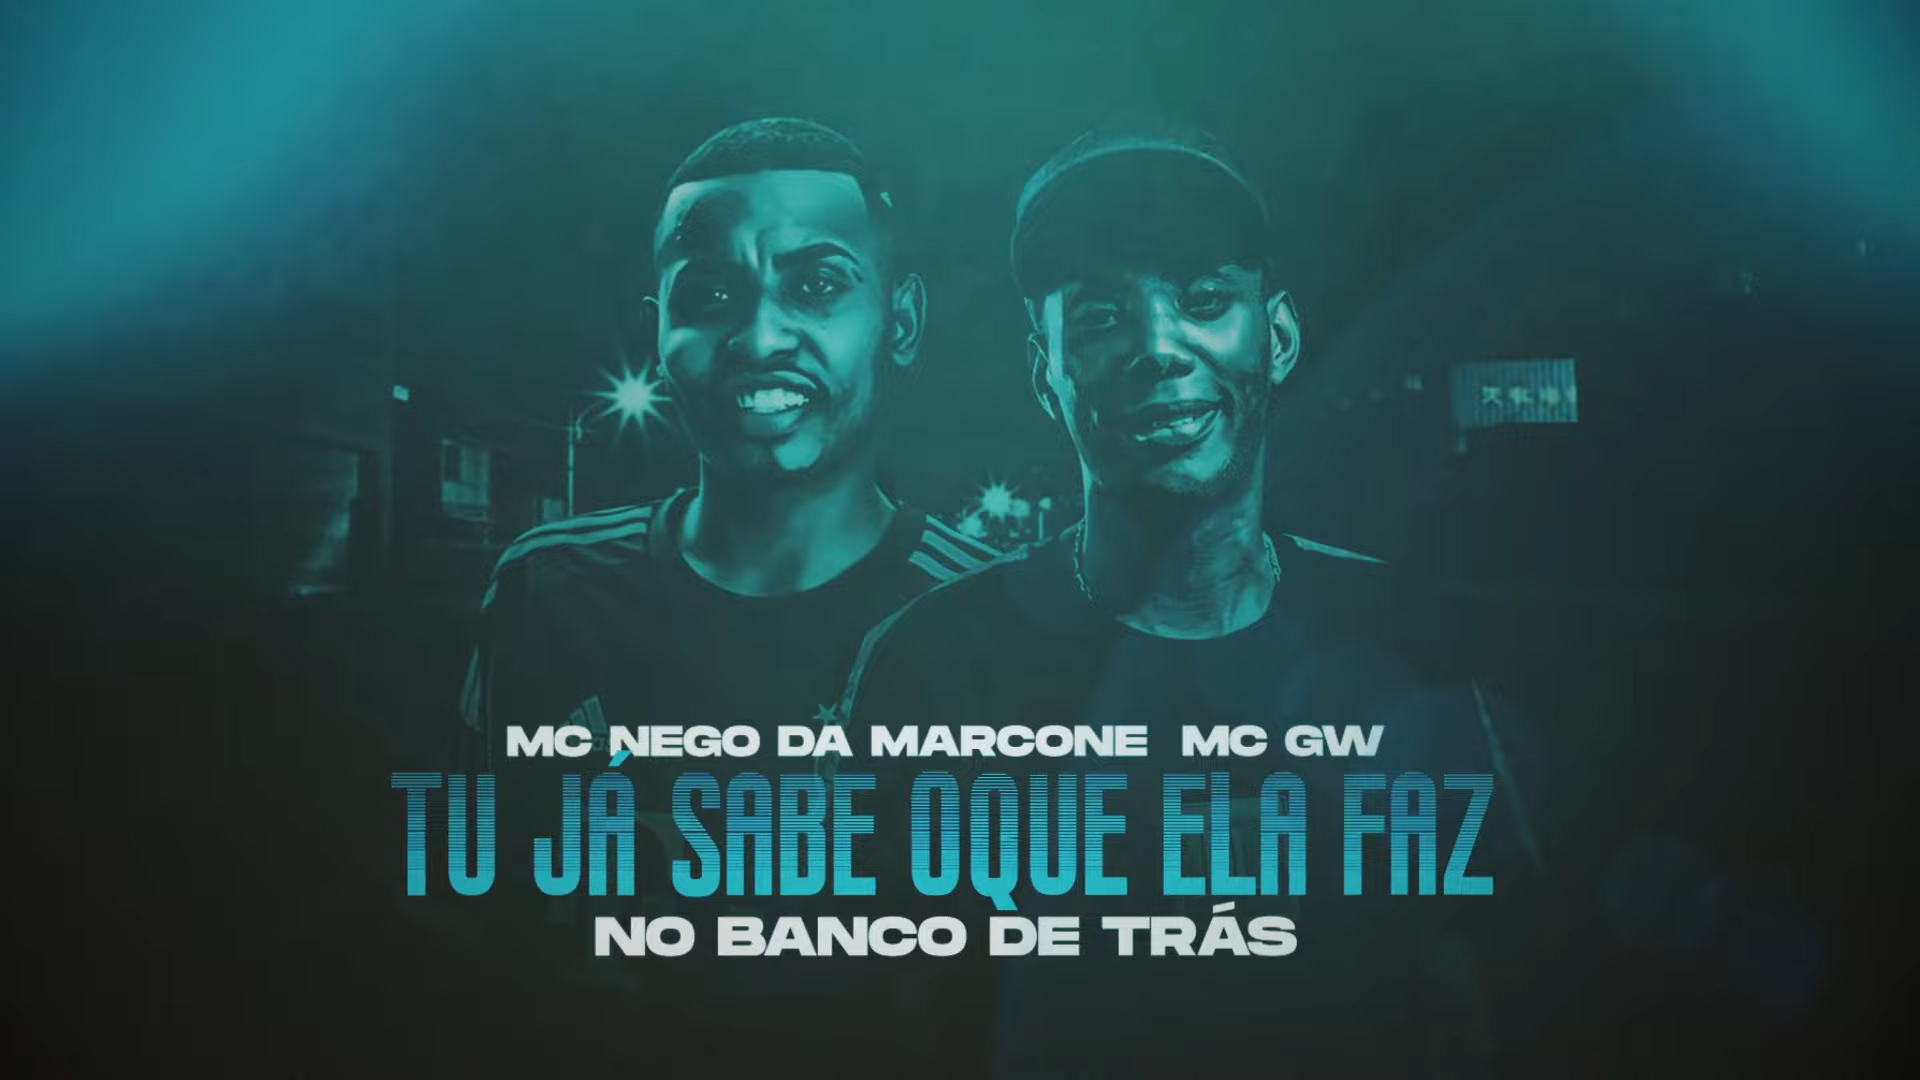 MC NEGO DA MARCONE MC GW
TU JÁ SABE OQUE ELA FAZ
NO BANCO DE TRÁS